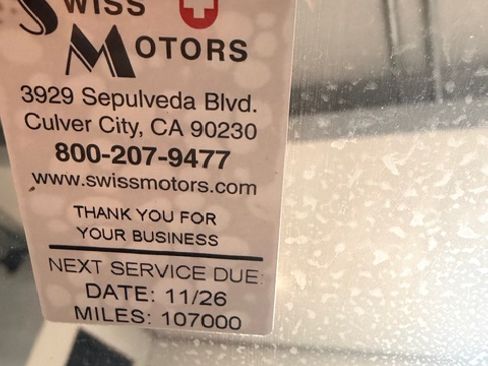 SWISS
MOTORS
3929 Sepulveda Blvd.
Culver City, CA 90230
800-207-9477
www.swissmotors.com
THANK YOU FOR
YOUR BUSINESS
NEXT SERVICE DUE:
DATE: 11/26
MILES: 107000